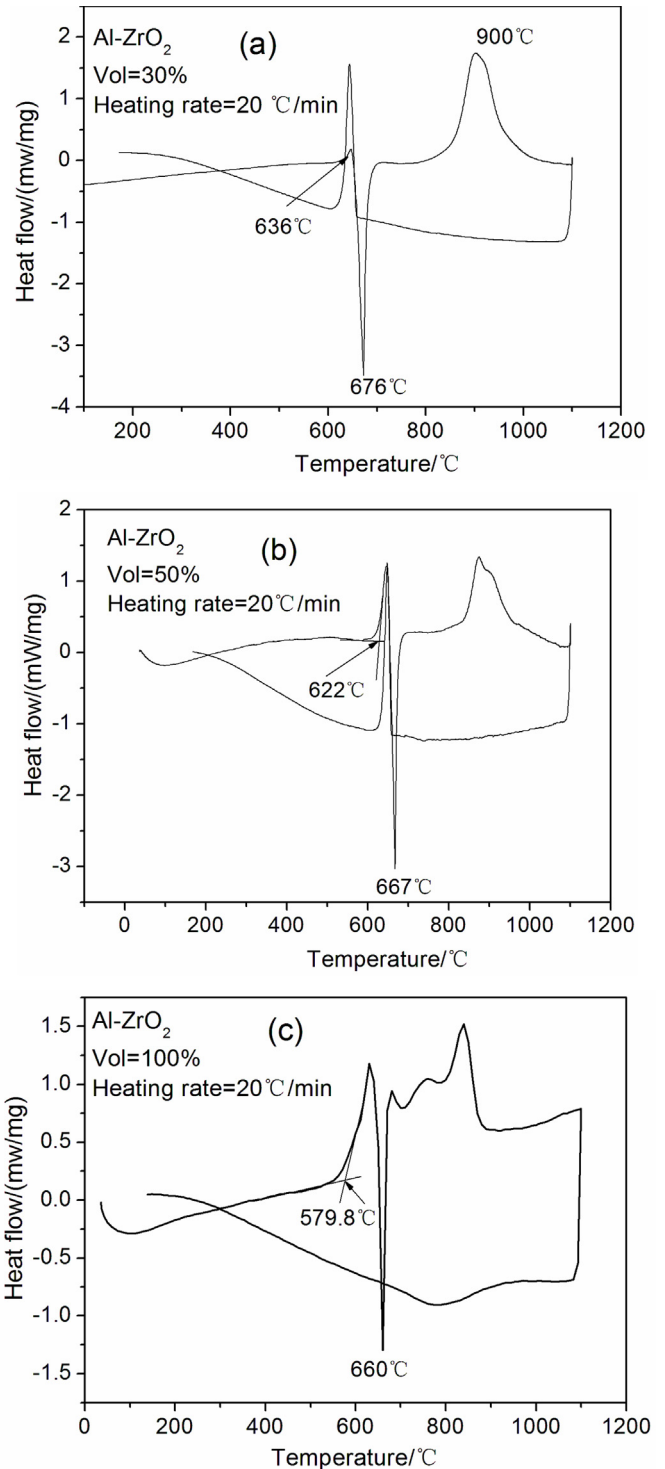 Al-ZrO2
(a)
900℃
Vol=30%
Heating rate=20 ℃/min
2
1
0
-1
-2
-3
-4
Heat flow/(mw/mg)
636℃
676℃
200 400 600 800 1000 1200
Temperature/℃
Al-ZrO2
(b)
Vol=50%
Heating rate=20℃/min
2
1
0
-1
-2
-3
Heat flow/(mW/mg)
622℃
667℃
0 200 400 600 800 1000 1200
Temperature/℃
Al-ZrO2
(c)
Vol=100%
Heating rate=20℃/min
1.5
1.0
0.5
0.0
-0.5
-1.0
-1.5
Heat flow/(mw/mg)
579.8℃
660℃
0 200 400 600 800 1000 1200
Temperature/℃